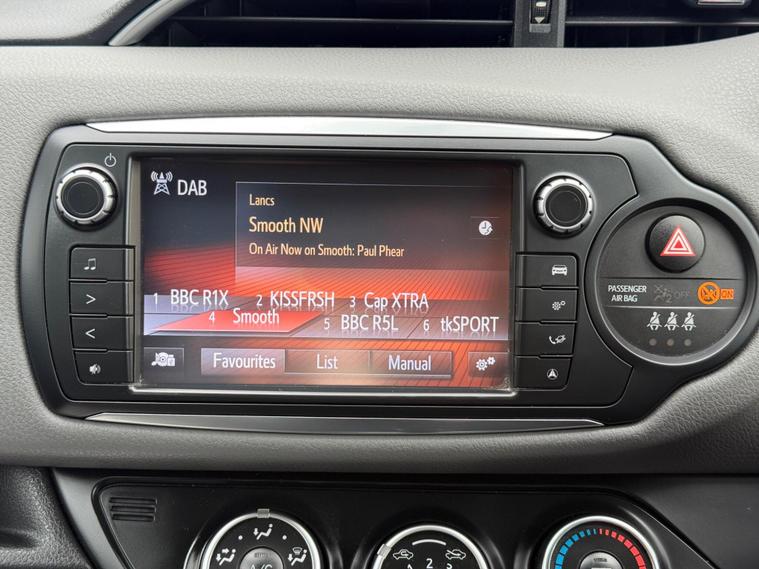 DAB
Lancs
Smooth NW
On Air Now on Smooth: Paul Phear
1 BBC R1X 2 KISSFRSH 3 Cap XTRA
4 Smooth 5 BBC R5L 6 tkSPORT
Favourites List Manual
PASSENGER
AIR BAG
OFF ON
2
A/C